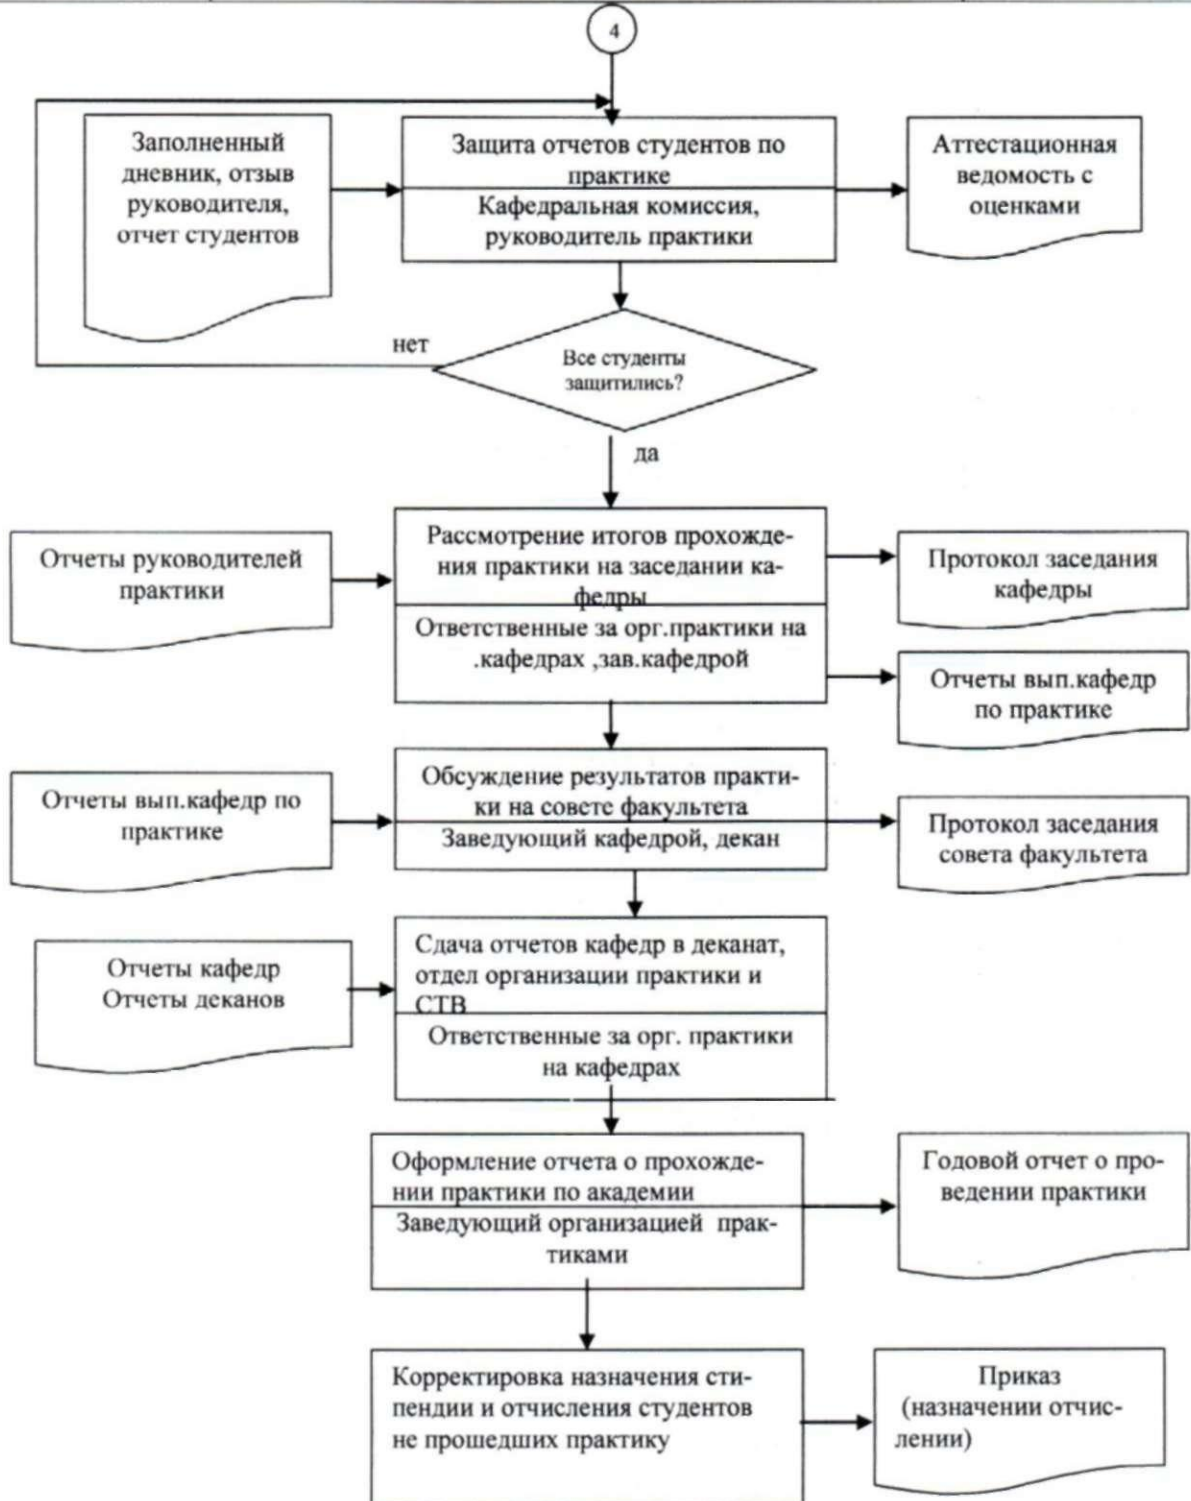 4
Заполненный
дневник, отзыв
руководителя,
отчет студентов
Защита отчетов студентов по
практике
Кафедральная комиссия,
руководитель практики
Аттестационная
ведомость с
оценками
нет
Все студенты
защитились?
да
Отчеты руководителей
практики
Рассмотрение итогов прохожде-
ния практики на заседании ка-
федры
Ответственные за орг.практики на
.кафедрах ,зав.кафедрой
Протокол заседания
кафедры
Отчеты вып.кафедр
по практике
Отчеты вып.кафедр по
практике
Обсуждение результатов практи-
ки на совете факультета
Заведующий кафедрой, декан
Протокол заседания
совета факультета
Отчеты кафедр
Отчеты деканов
Сдача отчетов кафедр в деканат,
отдел организации практики и
СТВ
Ответственные за орг. практики
на кафедрах
Оформление отчета о прохожде-
нии практики по академии
Заведующий организацией прак-
тиками
Годовой отчет о про-
ведении практики
Корректировка назначения сти-
пендии и отчисления студентов
не прошедших практику
Приказ
(назначении отчис-
лении)